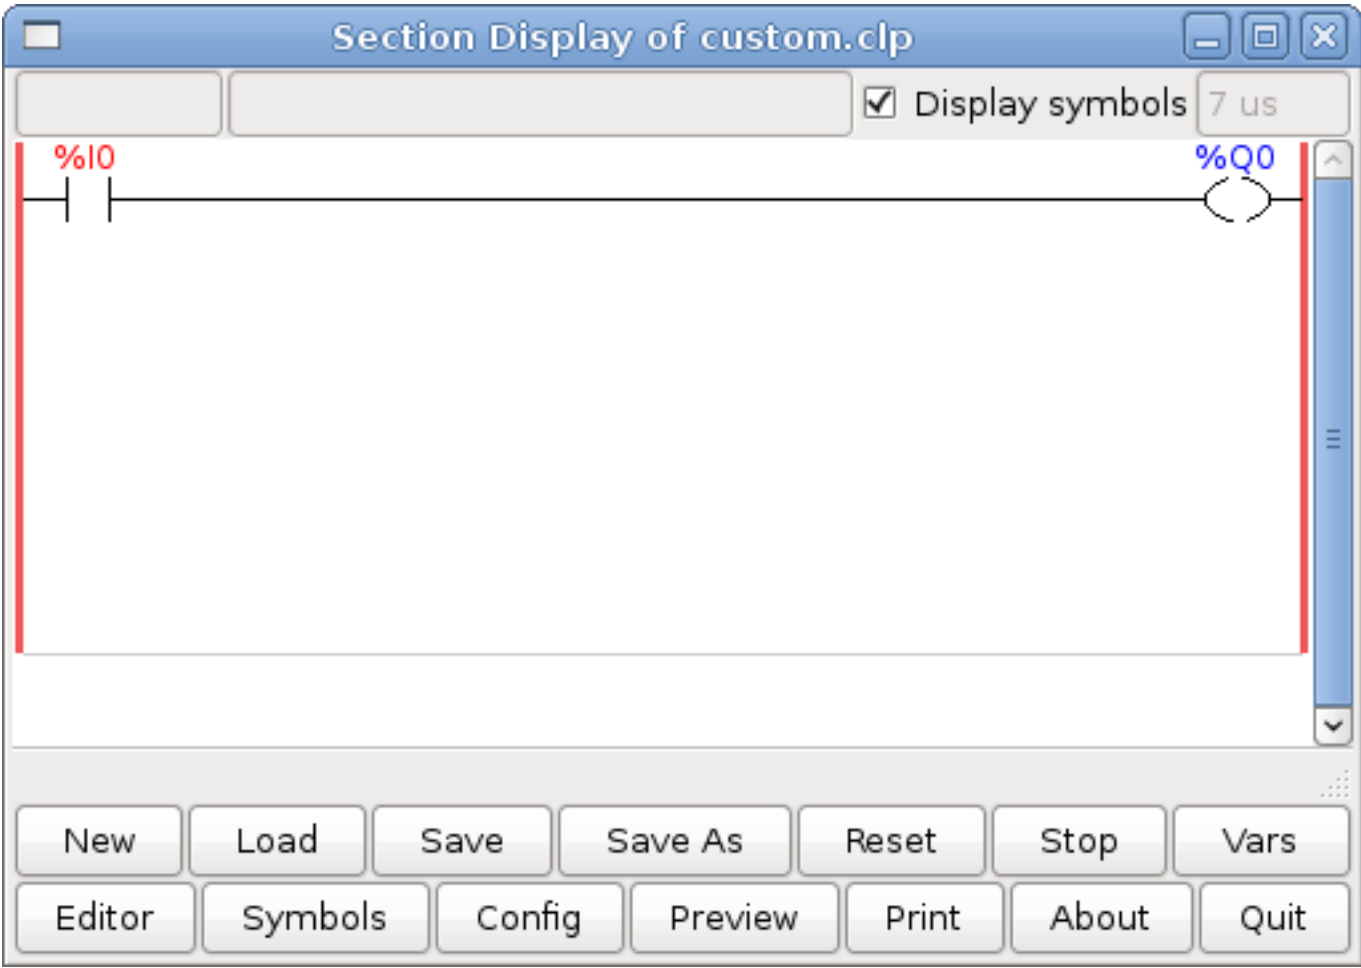 Section Display of custom.clp
Display symbols 7 us
%I0 %Q0
New Load Save Save As Reset Stop Vars
Editor Symbols Config Preview Print About Quit